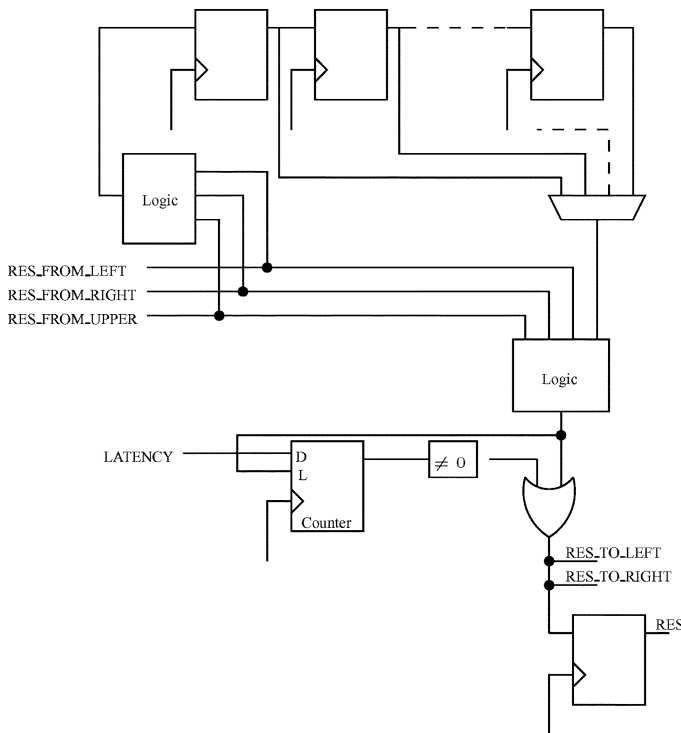 Logic
RES_FROM_LEFT
RES_FROM_RIGHT
RES_FROM_UPPER
Logic
LATENCY
D
L
Counter
≠ 0
RES_TO_LEFT
RES_TO_RIGHT
RES